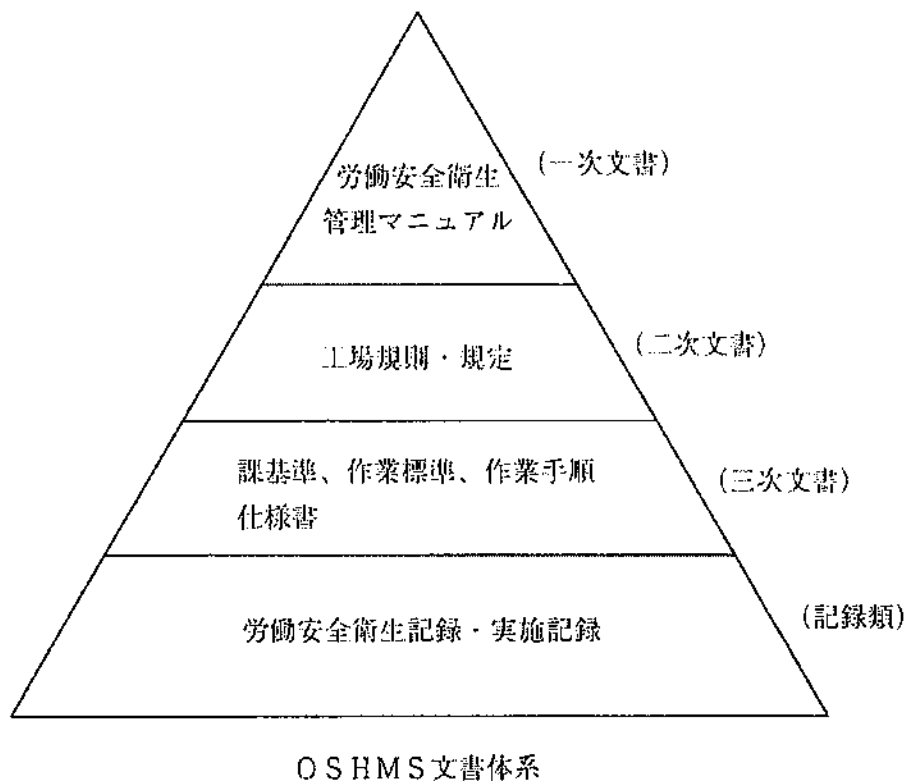 労働安全衛生
管理マニュアル
(一次文書)
工場規則・規定
(二次文書)
課基準、作業標準、作業手順
仕様書
(三次文書)
労働安全衛生記録・実施記録
(記録類)
OSHMS文書体系